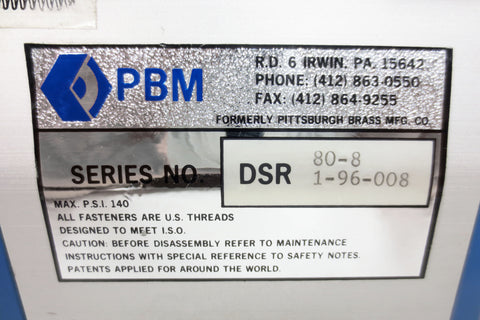 PBM
R.D. 6 IRWIN, PA. 15642
PHONE: (412) 863-0550
FAX: (412) 864-9255
FORMERLY PITTSBURGH BRASS MFG. CO.
SERIES NO. DSR 80-8
1-96-008
MAX. P.S.I. 140
ALL FASTENERS ARE U.S. THREADS
DESIGNED TO MEET I.S.O.
CAUTION: BEFORE DISASSEMBLY REFER TO MAINTENANCE
INSTRUCTIONS WITH SPECIAL REFERENCE TO SAFETY NOTES.
PATENTS APPLIED FOR AROUND THE WORLD.